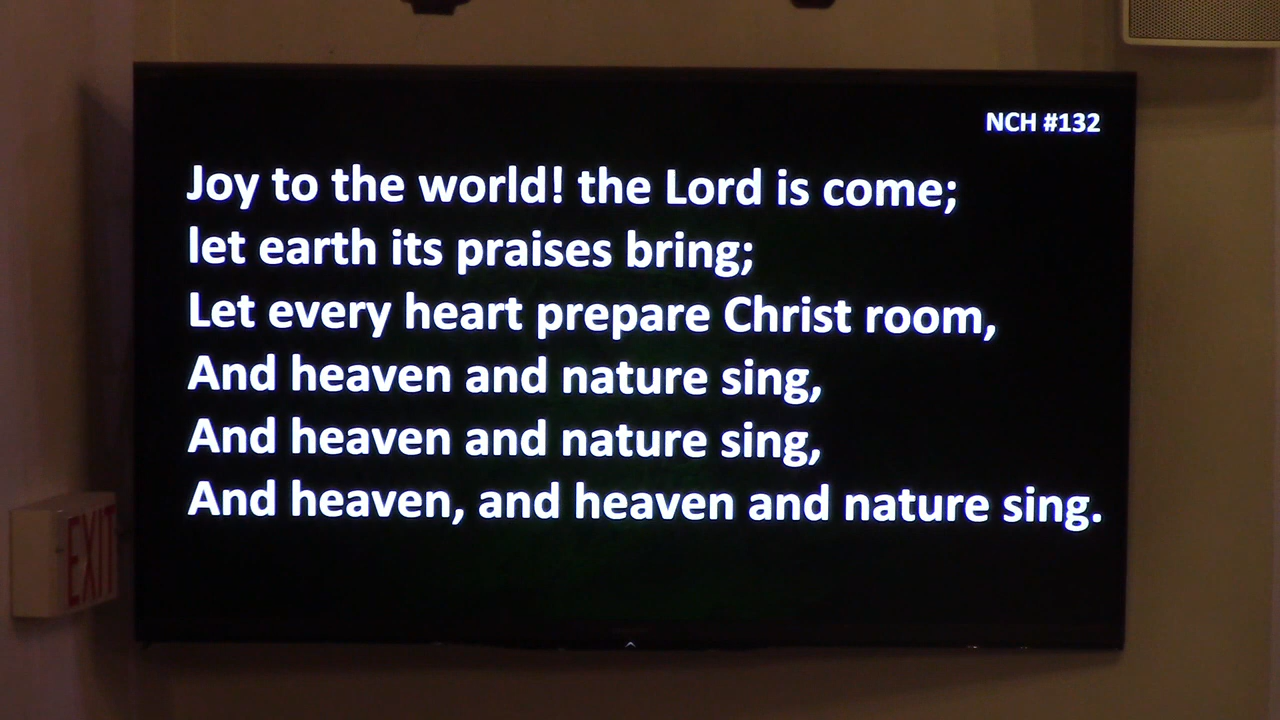 NCH #132
Joy to the world! the Lord is come;
let earth its praises bring;
Let every heart prepare Christ room,
And heaven and nature sing,
And heaven and nature sing,
And heaven, and heaven and nature sing.
EXIT